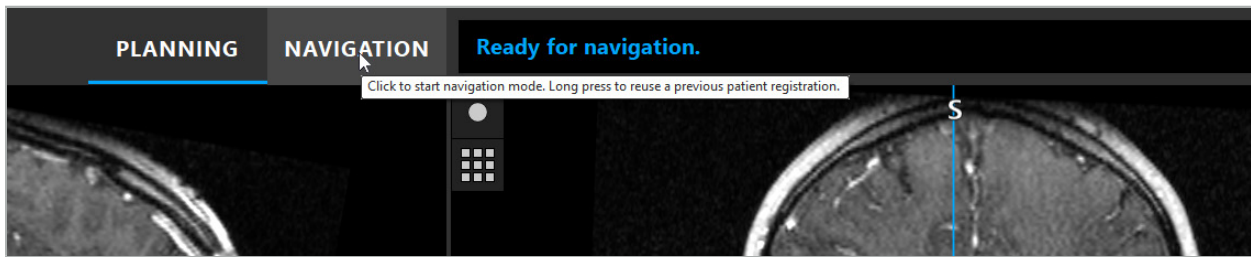 PLANNING NAVIGATION Ready for navigation.
Click to start navigation mode. Long press to reuse a previous patient registration.
S